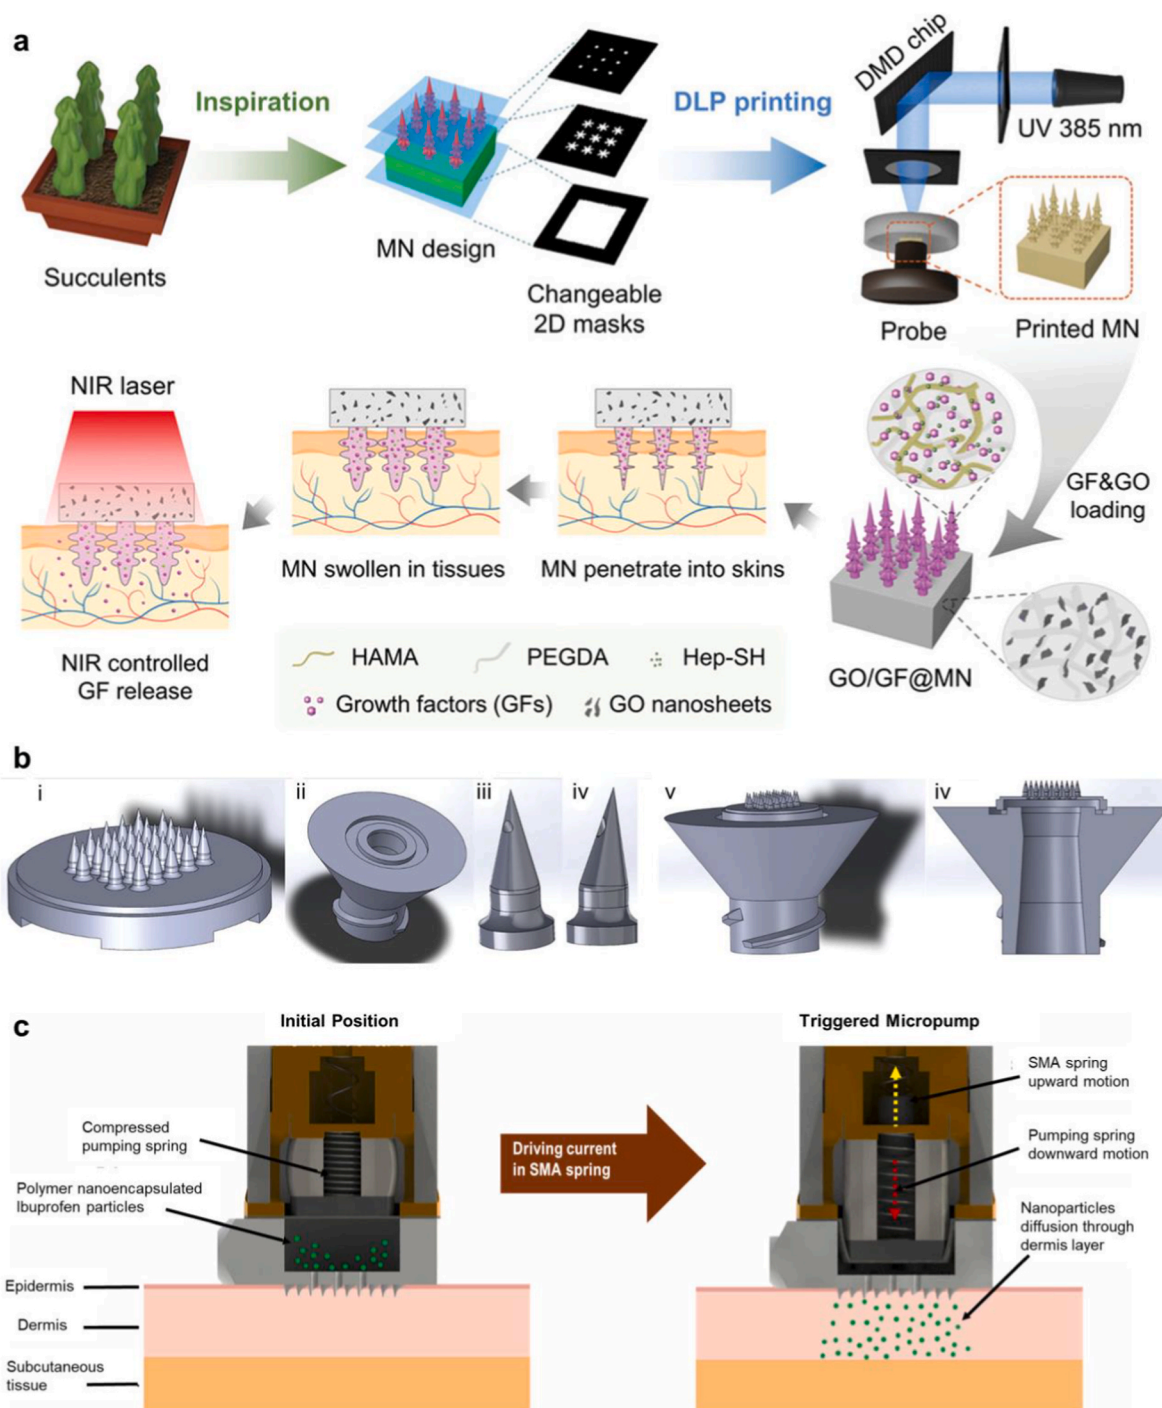 a
Inspiration
DLP printing
DMD chip
UV 385 nm
Succulents
MN design
Changeable
2D masks
Probe
Printed MN
NIR laser
GF&GO
loading
MN swollen in tissues
MN penetrate into skins
NIR controlled
GF release
GO/GF@MN
HAMA
PEGDA
Hep-SH
Growth factors (GFs)
GO nanosheets
b
i
ii
iii
iv
v
iv
c
Initial Position
Triggered Micropump
Compressed
pumping spring
Polymer nanoencapsulated
Ibuprofen particles
Driving current
in SMA spring
SMA spring
upward motion
Pumping spring
downward motion
Nanoparticles
diffusion through
dermis layer
Epidermis
Dermis
Subcutaneous
tissue